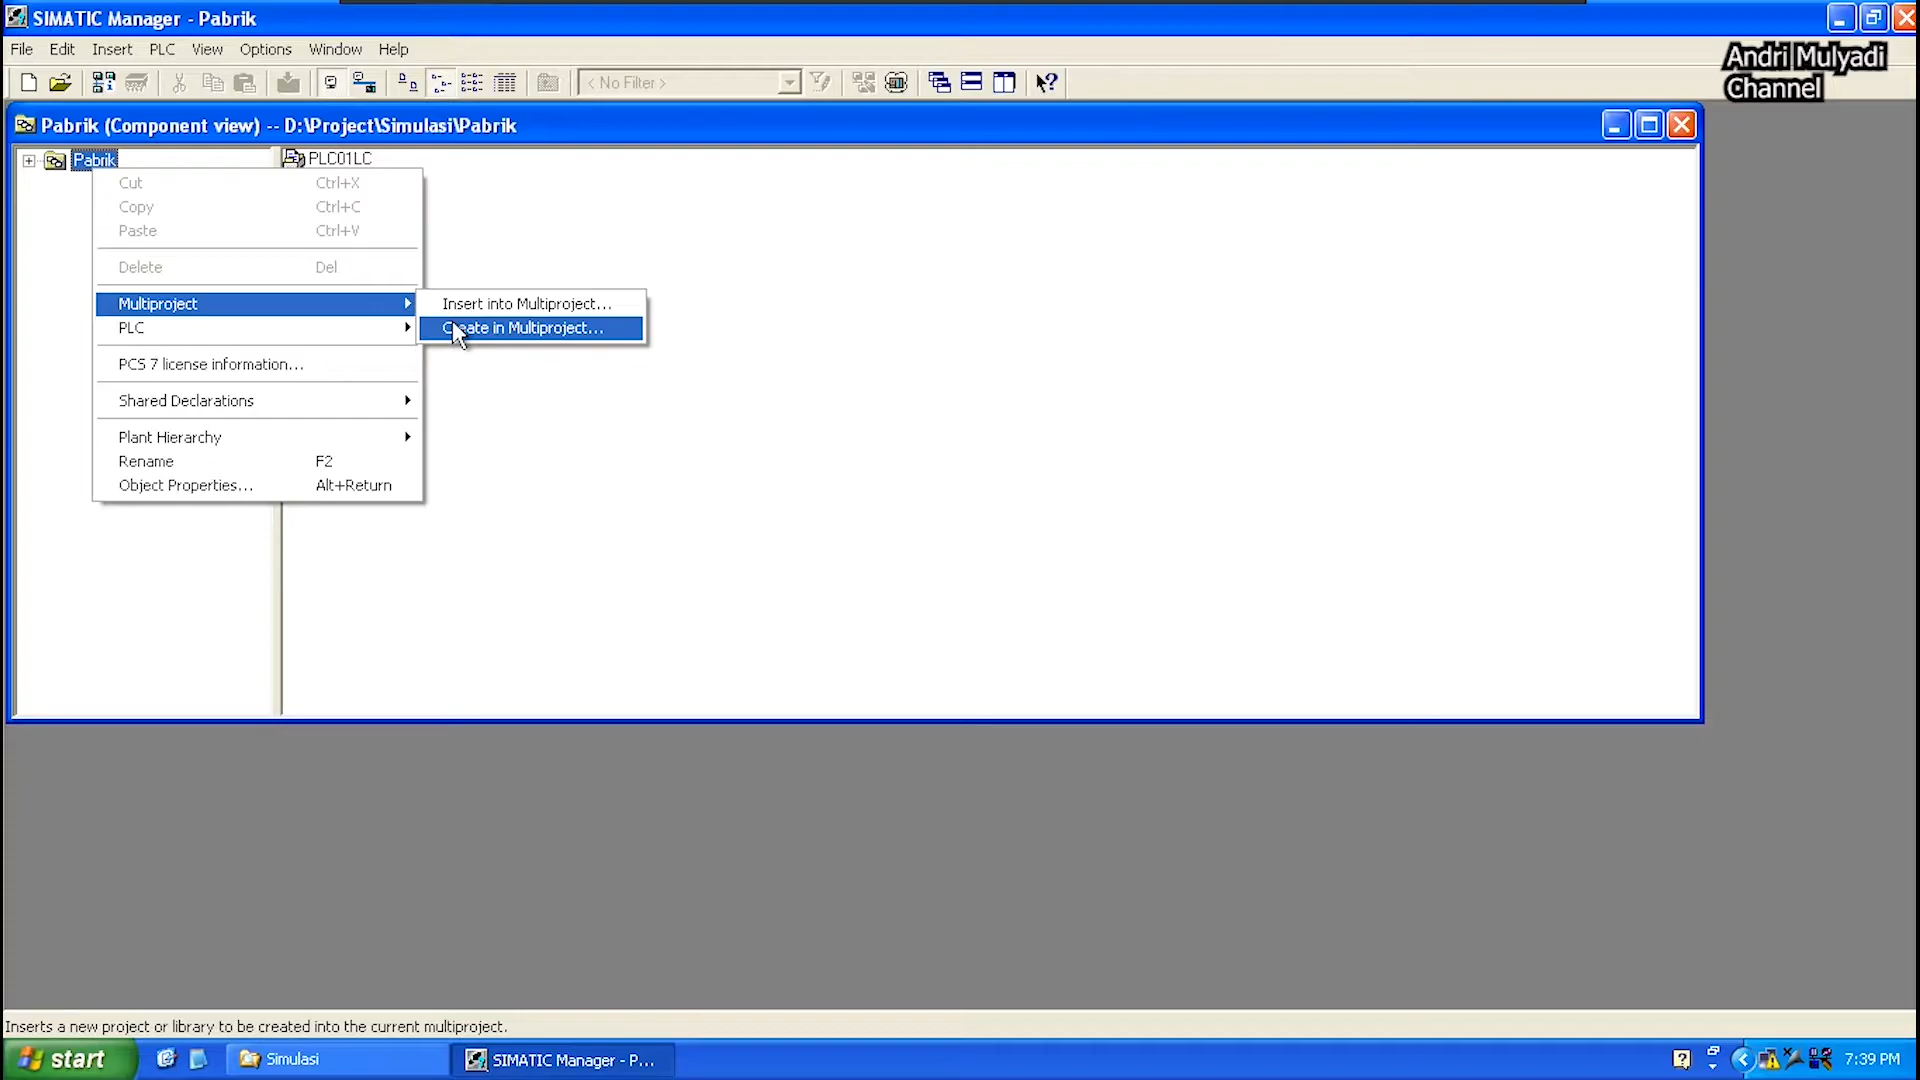 SIMATIC Manager - Pabrik
File Edit Insert PLC View Options Window Help
Andri Mulyadi
Channel
< No Filter >
Pabrik (Component view) -- D:\Project\Simulasi\Pabrik
Pabrik
PLC01LC
Cut Ctrl+X
Copy Ctrl+C
Paste Ctrl+V
Delete Del
Multiproject
Insert into Multiproject...
PLC
Create in Multiproject...
PCS 7 license information...
Shared Declarations
Plant Hierarchy
Rename F2
Object Properties... Alt+Return
Inserts a new project or library to be created into the current multiproject.
start
Simulasi
SIMATIC Manager - P...
7:39 PM